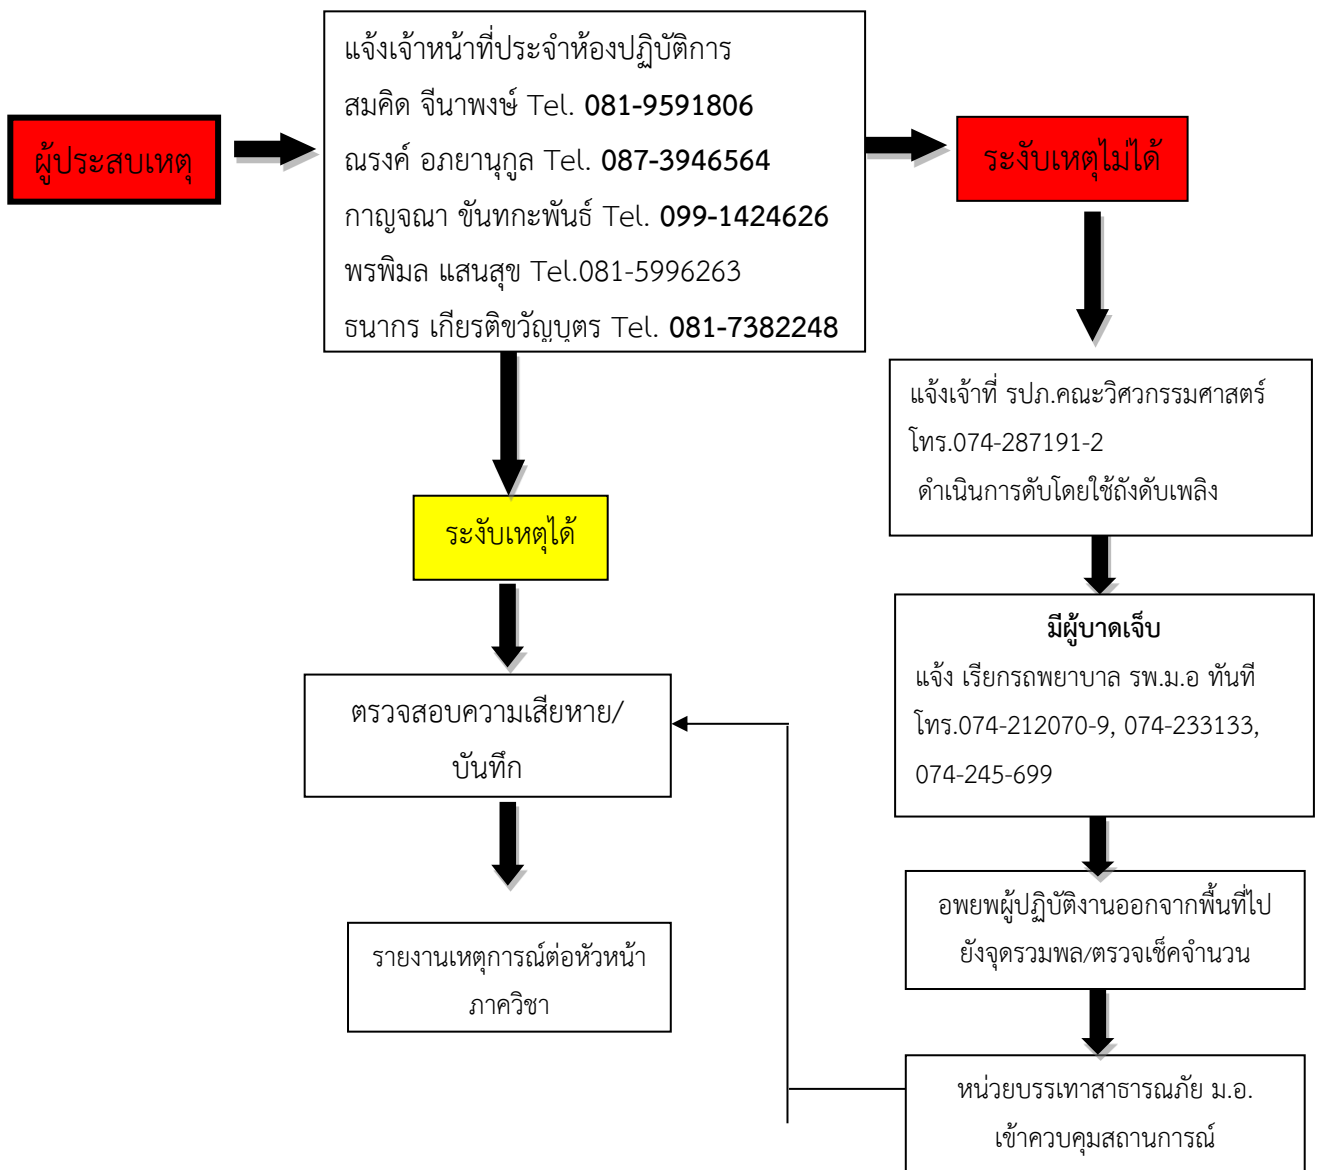 ผู้ประสบเหตุ
แจ้งเจ้าหน้าที่ประจำห้องปฏิบัติการ
สมคิด จีนาพงษ์ Tel. 081-9591806
ณรงค์ อภยานุกูล Tel. 087-3946564
กาญจณา ขันทกะพันธ์ Tel. 099-1424626
พรพิมล แสนสุข Tel.081-5996263
ธนากร เกียรติขวัญบุตร Tel. 081-7382248
ระงับเหตุไม่ได้
แจ้งเจ้าที่ รปภ.คณะวิศวกรรมศาสตร์
โทร.074-287191-2
ดำเนินการดับโดยใช้ถังดับเพลิง
ระงับเหตุได้
มีผู้บาดเจ็บ
แจ้ง เรียกรถพยาบาล รพ.ม.อ ทันที
โทร.074-212070-9, 074-233133,
074-245-699
ตรวจสอบความเสียหาย/
บันทึก
อพยพผู้ปฏิบัติงานออกจากพื้นที่ไป
ยังจุดรวมพล/ตรวจเช็คจำนวน
รายงานเหตุการณ์ต่อหัวหน้า
ภาควิชา
หน่วยบรรเทาสาธารณภัย ม.อ.
เข้าควบคุมสถานการณ์